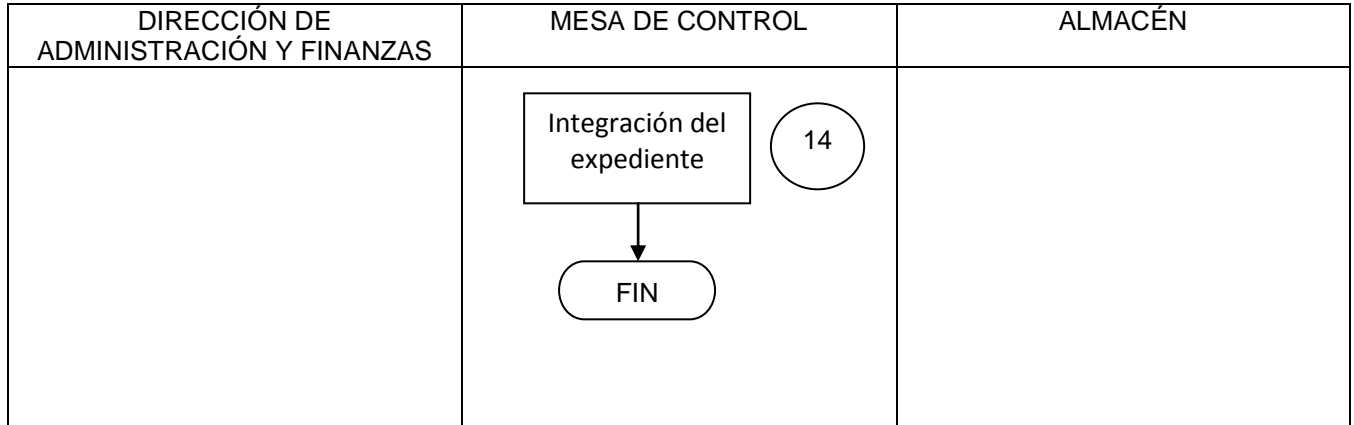 DIRECCIÓN DE
ADMINISTRACIÓN Y FINANZAS
MESA DE CONTROL
ALMACÉN
Integración del
expediente
14
FIN